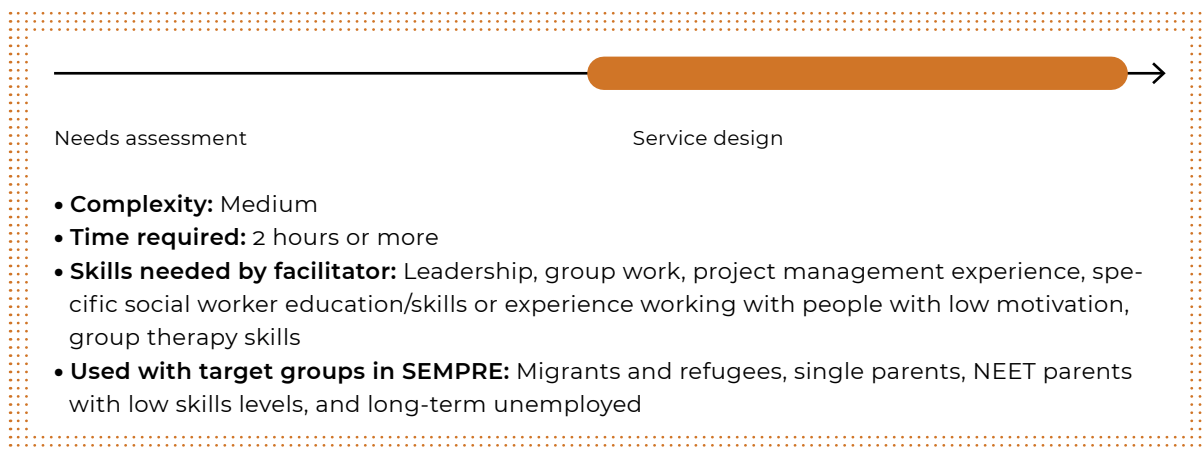 Needs assessment
Service design
• Complexity: Medium
• Time required: 2 hours or more
• Skills needed by facilitator: Leadership, group work, project management experience, spe-
cific social worker education/skills or experience working with people with low motivation,
group therapy skills
• Used with target groups in SEMPRE: Migrants and refugees, single parents, NEET parents
with low skills levels, and long-term unemployed